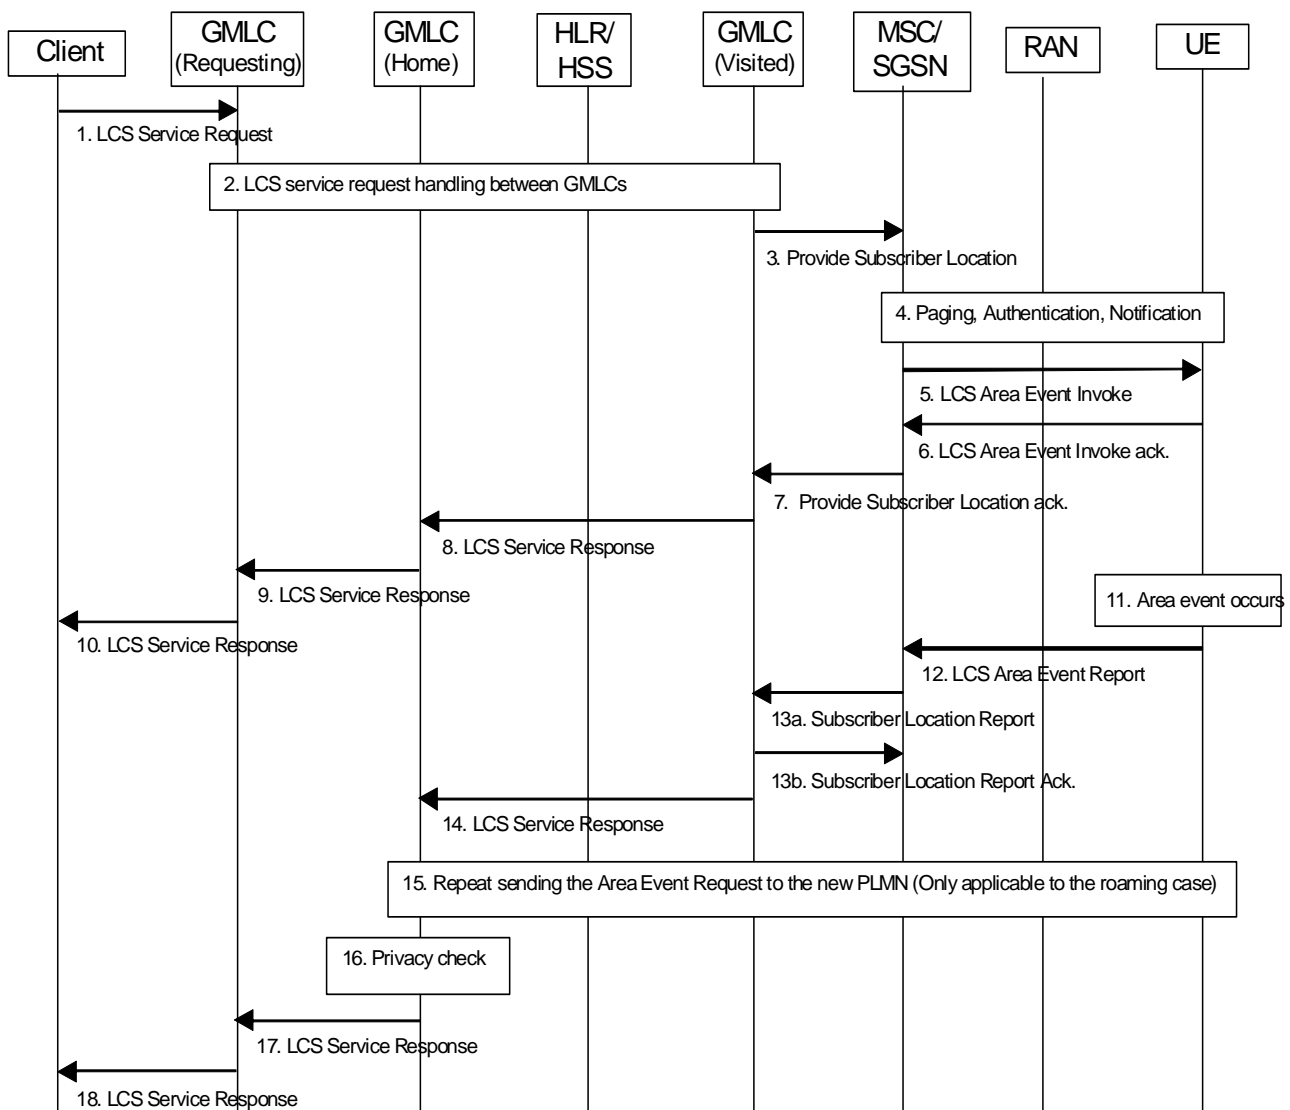 Client
GMLC
(Requesting)
GMLC
(Home)
HLR/
HSS
GMLC
(Visited)
MSC/
SGSN
RAN
UE
1. LCS Service Request
2. LCS service request handling between GMLCs
3. Provide Subscriber Location
4. Paging, Authentication, Notification
5. LCS Area Event Invoke
6. LCS Area Event Invoke ack.
7. Provide Subscriber Location ack.
8. LCS Service Response
9. LCS Service Response
11. Area event occurs
10. LCS Service Response
12. LCS Area Event Report
13a. Subscriber Location Report
13b. Subscriber Location Report Ack.
14. LCS Service Response
15. Repeat sending the Area Event Request to the new PLMN (Only applicable to the roaming case)
16. Privacy check
17. LCS Service Response
18. LCS Service Response